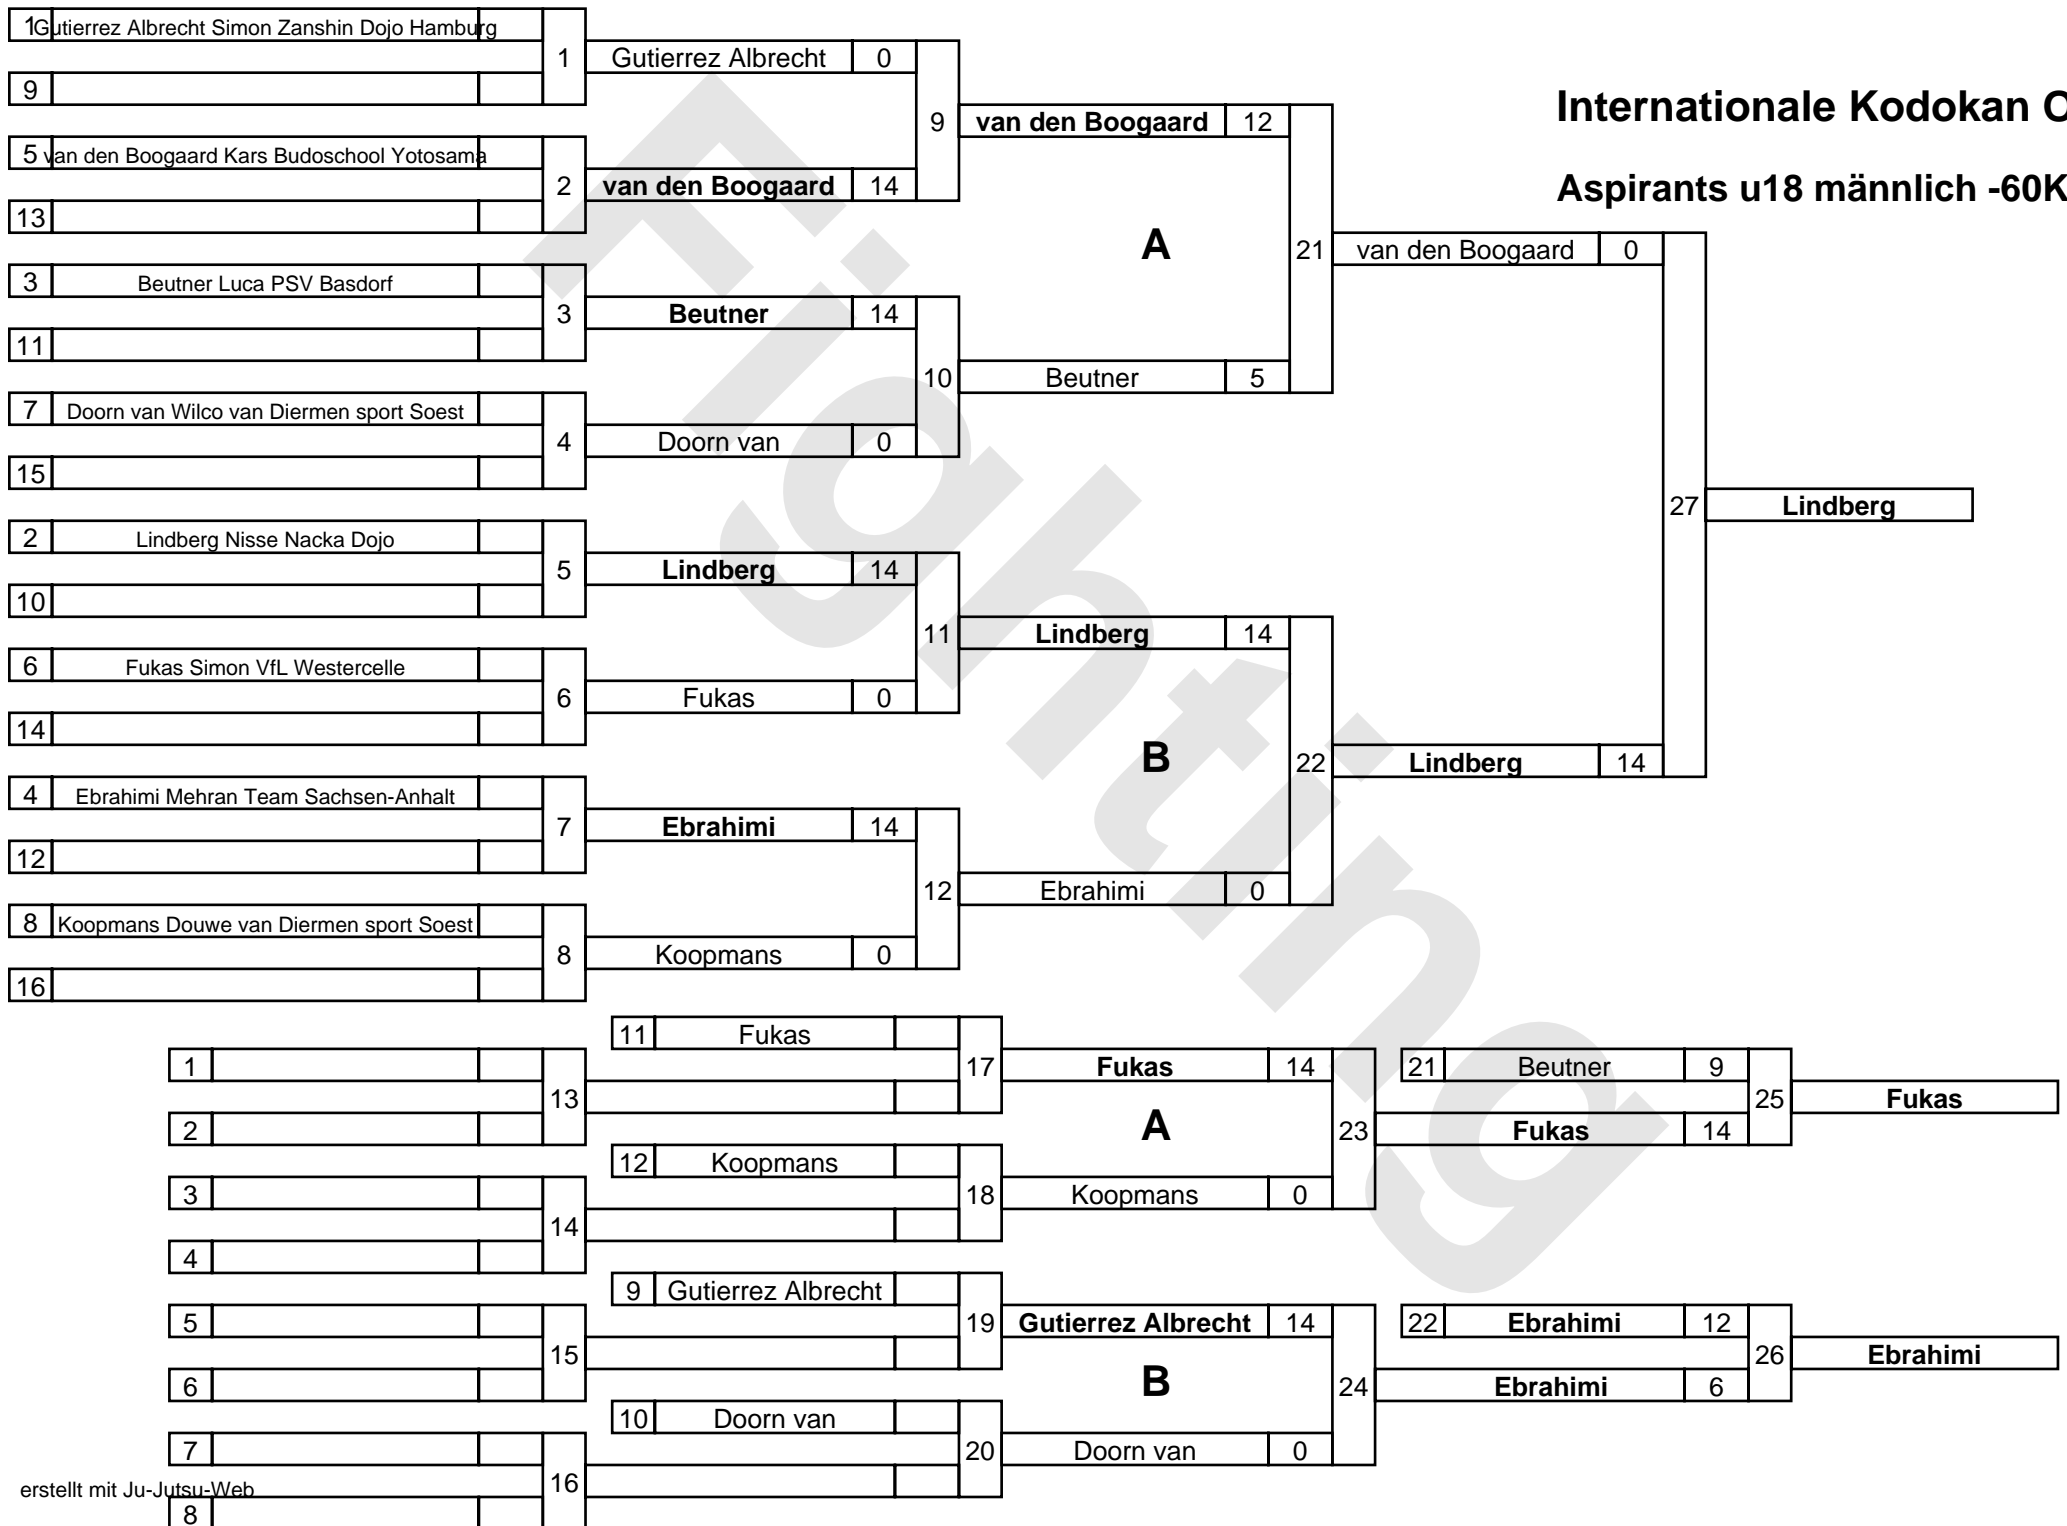 Internationale Kodokan O
Aspirants u18 männlich -60K
1 Gutierrez Albrecht Simon Zanshin Dojo Hamburg
9
1
5 van den Boogaard Kars Budoschool Yotosama
13
2
3 Beutner Luca PSV Basdorf
11
3
7 Doorn van Wilco van Diermen sport Soest
15
4
2 Lindberg Nisse Nacka Dojo
10
5
6 Fukas Simon VfL Westercelle
14
6
4 Ebrahimi Mehran Team Sachsen-Anhalt
12
7
8 Koopmans Douwe van Diermen sport Soest
16
8
Gutierrez Albrecht 0
9
van den Boogaard 14
Beutner 14
10
Doorn van 0
Lindberg 14
11
Fukas 0
Ebrahimi 14
12
Koopmans 0
van den Boogaard 12
A
21
Beutner 5
Lindberg 14
B
22
Ebrahimi 0
van den Boogaard 0
27
Lindberg 14
Lindberg
Fighting
1
13
2
3
14
4
5
15
6
7
16
8
11 Fukas
17
12 Koopmans
18
9 Gutierrez Albrecht
19
10 Doorn van
20
Fukas 14
A
23
Koopmans 0
Gutierrez Albrecht 14
B
24
Doorn van 0
21 Beutner 9
25
Fukas 14
Fukas
22 Ebrahimi 12
26
Ebrahimi 6
Ebrahimi
erstellt mit Ju-Jutsu-Web